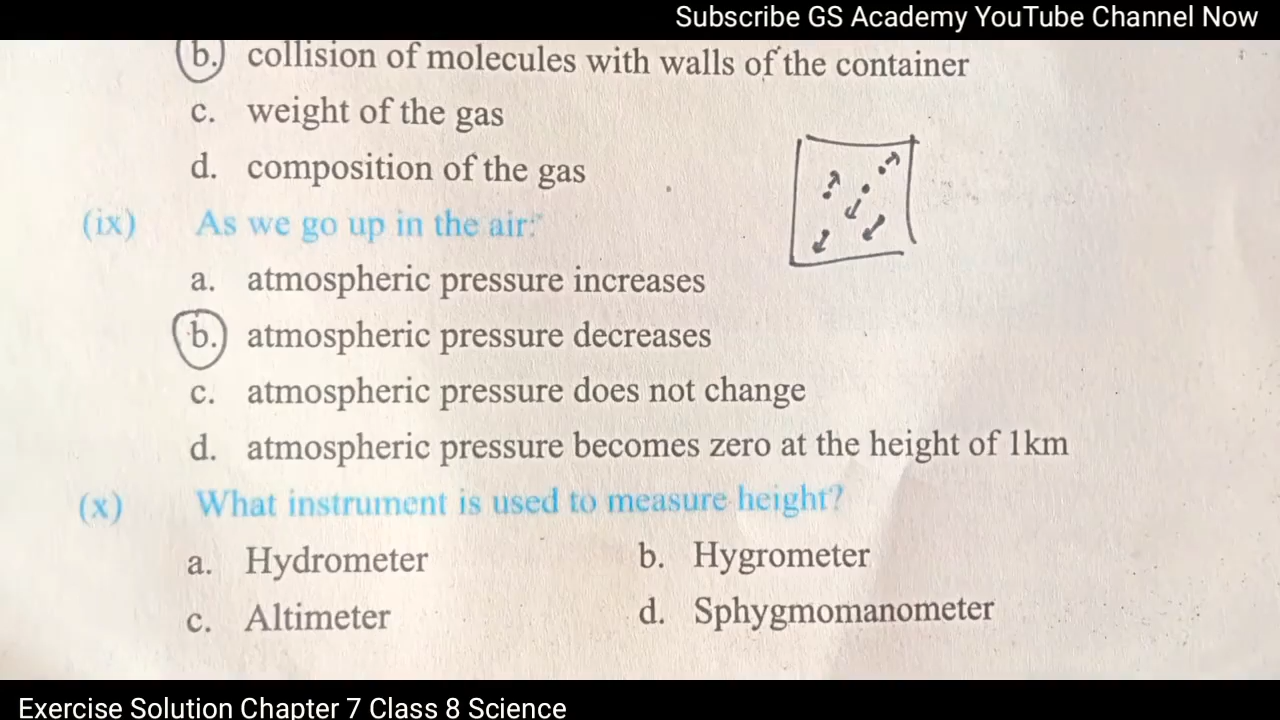 Subscribe GS Academy YouTube Channel Now
b. collision of molecules with walls of the container
c. weight of the gas
d. composition of the gas
(ix) As we go up in the air:
a. atmospheric pressure increases
b. atmospheric pressure decreases
c. atmospheric pressure does not change
d. atmospheric pressure becomes zero at the height of 1km
(x) What instrument is used to measure height?
a. Hydrometer b. Hygrometer
c. Altimeter d. Sphygmomanometer
Exercise Solution Chapter 7 Class 8 Science